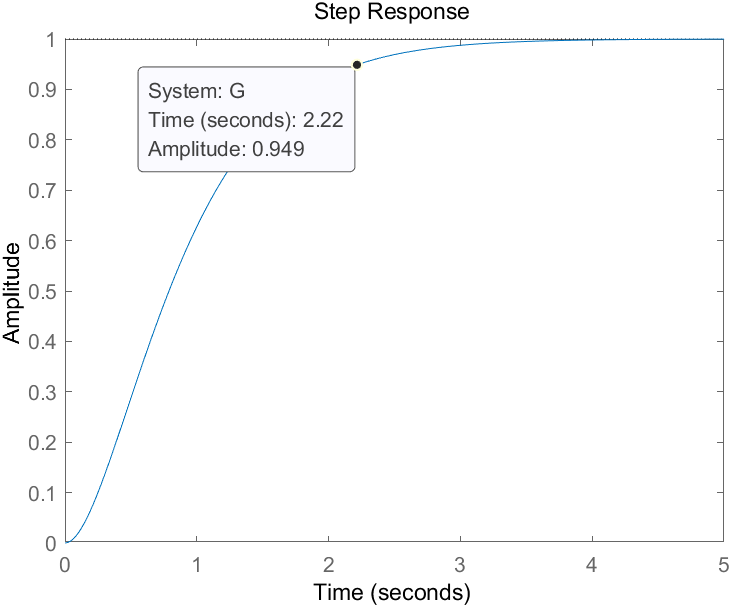 Step Response
1
0.9
0.8
0.7
0.6
0.5
0.4
0.3
0.2
0.1
0
Amplitude
System: G
Time (seconds): 2.22
Amplitude: 0.949
0 1 2 3 4 5
Time (seconds)